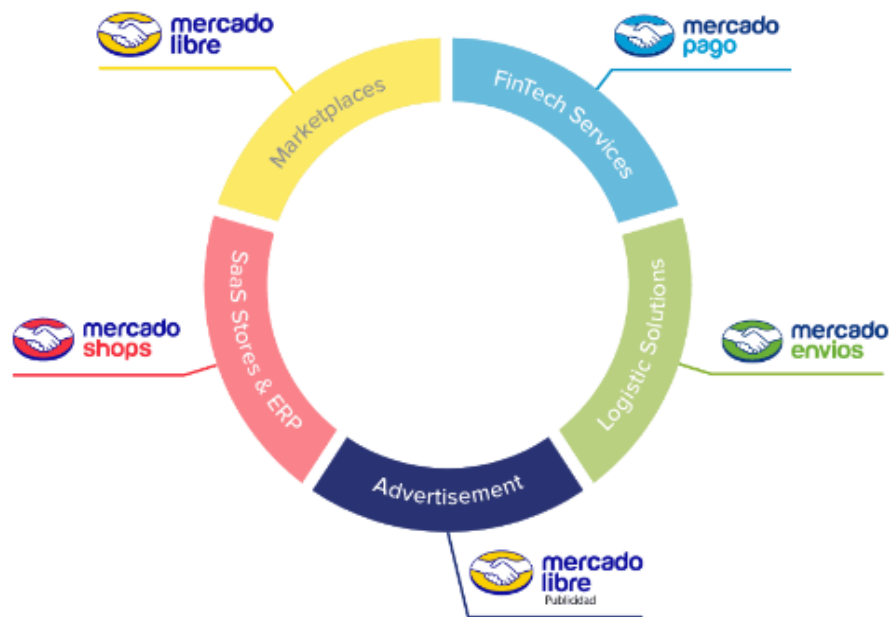 mercado
libre
mercado
pago
Marketplaces
FinTech Services
SaaS Stores & ERP
Logistic Solutions
mercado
shops
mercado
envios
Advertisement
mercado
libre
Publicidad